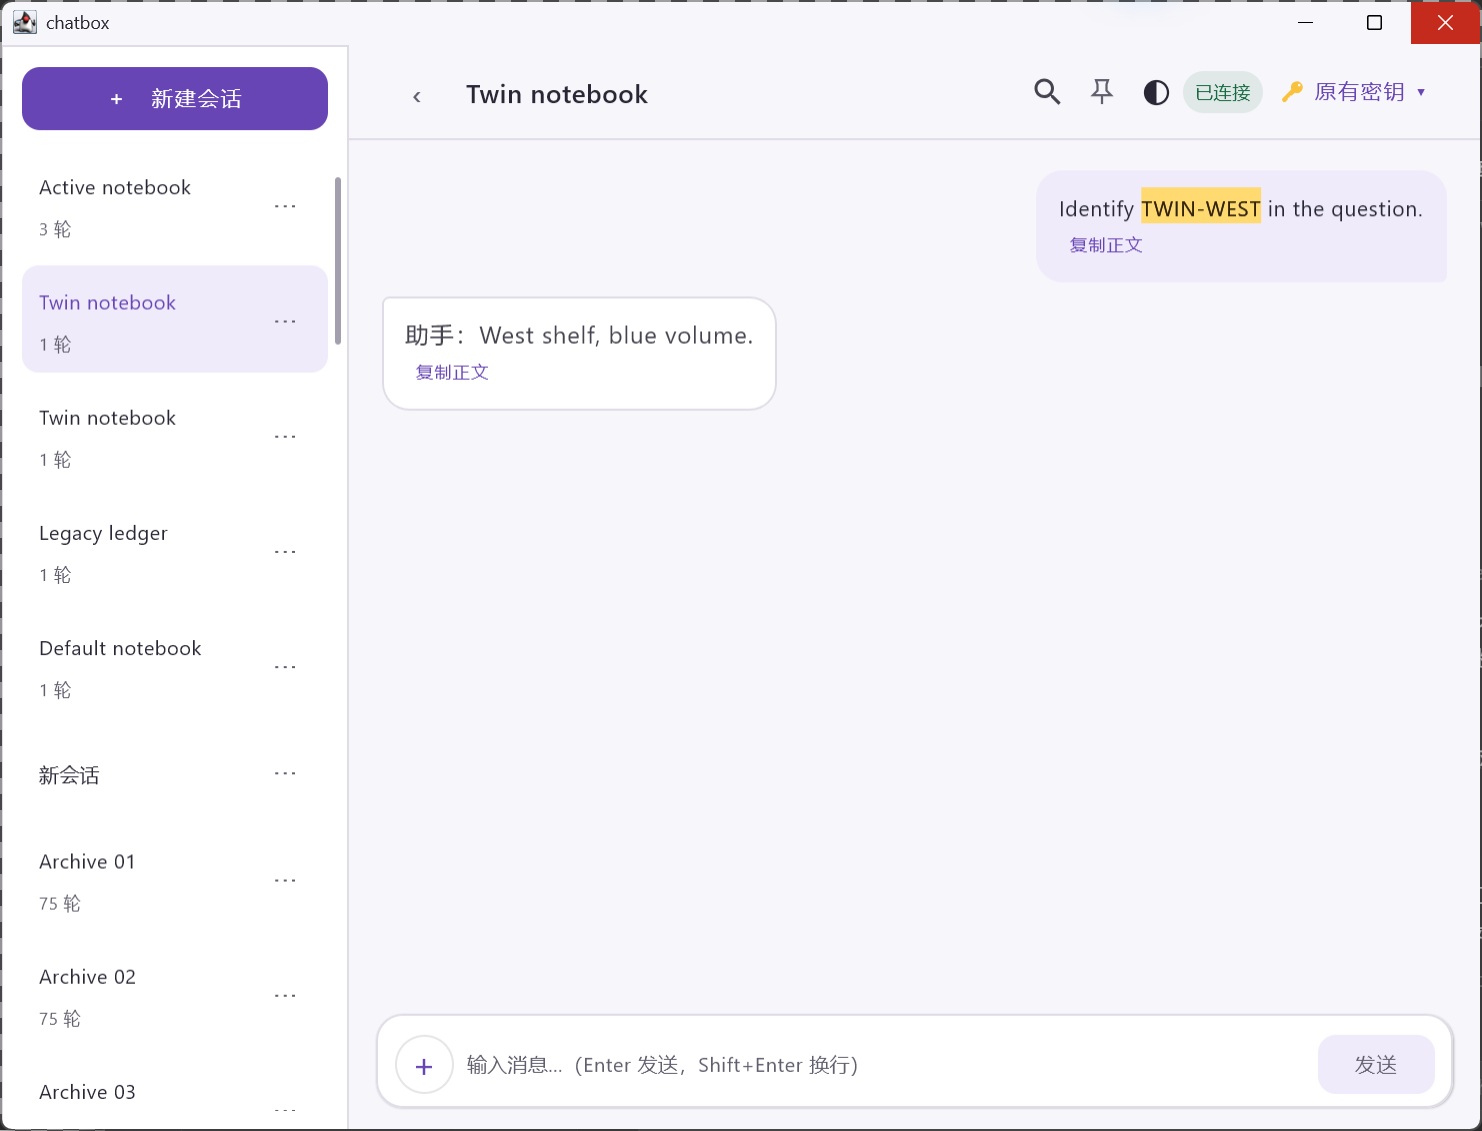 chatbox
+ 新建会话
Active notebook
3 轮
Twin notebook
1 轮
Twin notebook
1 轮
Legacy ledger
1 轮
Default notebook
1 轮
新会话
Archive 01
75 轮
Archive 02
75 轮
Archive 03
Twin notebook
已连接
原有密钥
Identify TWIN-WEST in the question.
复制正文
助手：West shelf, blue volume.
复制正文
输入消息...（Enter 发送，Shift+Enter 换行）
发送